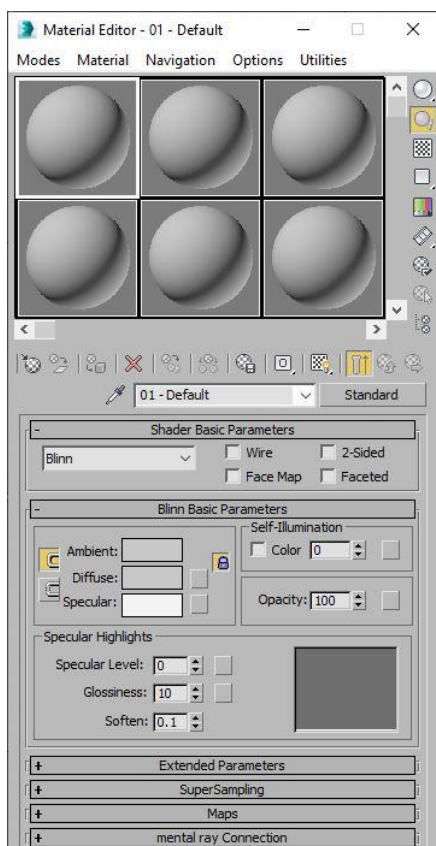 Material Editor - 01 - Default
Modes Material Navigation Options Utilities
01 - Default Standard
- Shader Basic Parameters
Blinn Wire 2-Sided
Face Map Faceted
- Blinn Basic Parameters
Self-Illumination
Ambient: Color 0
Diffuse:
Specular: Opacity: 100
Specular Highlights
Specular Level: 0
Glossiness: 10
Soften: 0.1
+ Extended Parameters
+ SuperSampling
+ Maps
+ mental ray Connection